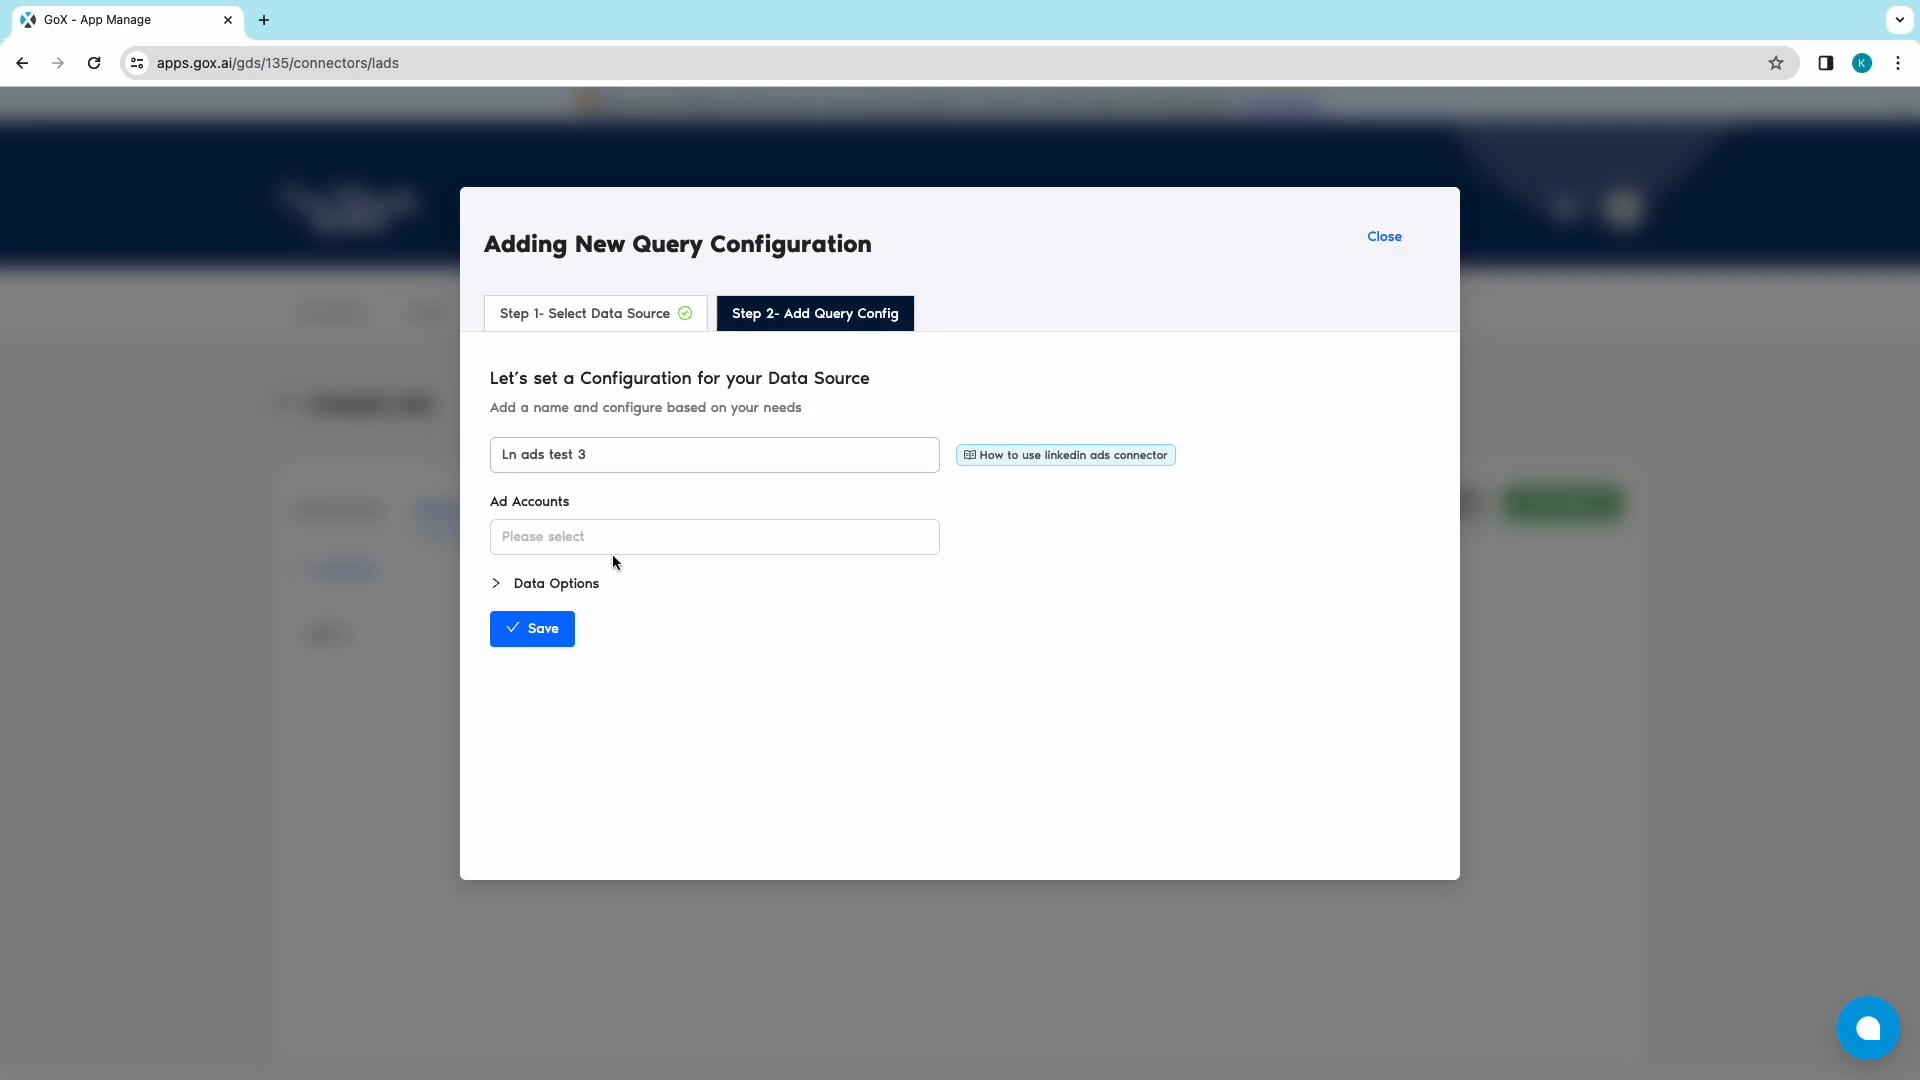 GoX - App Manage
apps.gox.ai/gds/135/connectors/lads
K
Adding New Query Configuration
Close
Step 1- Select Data Source
Step 2- Add Query Config
Let's set a Configuration for your Data Source
Add a name and configure based on your needs
Ln ads test 3
How to use linkedin ads connector
Ad Accounts
Please select
Data Options
Save